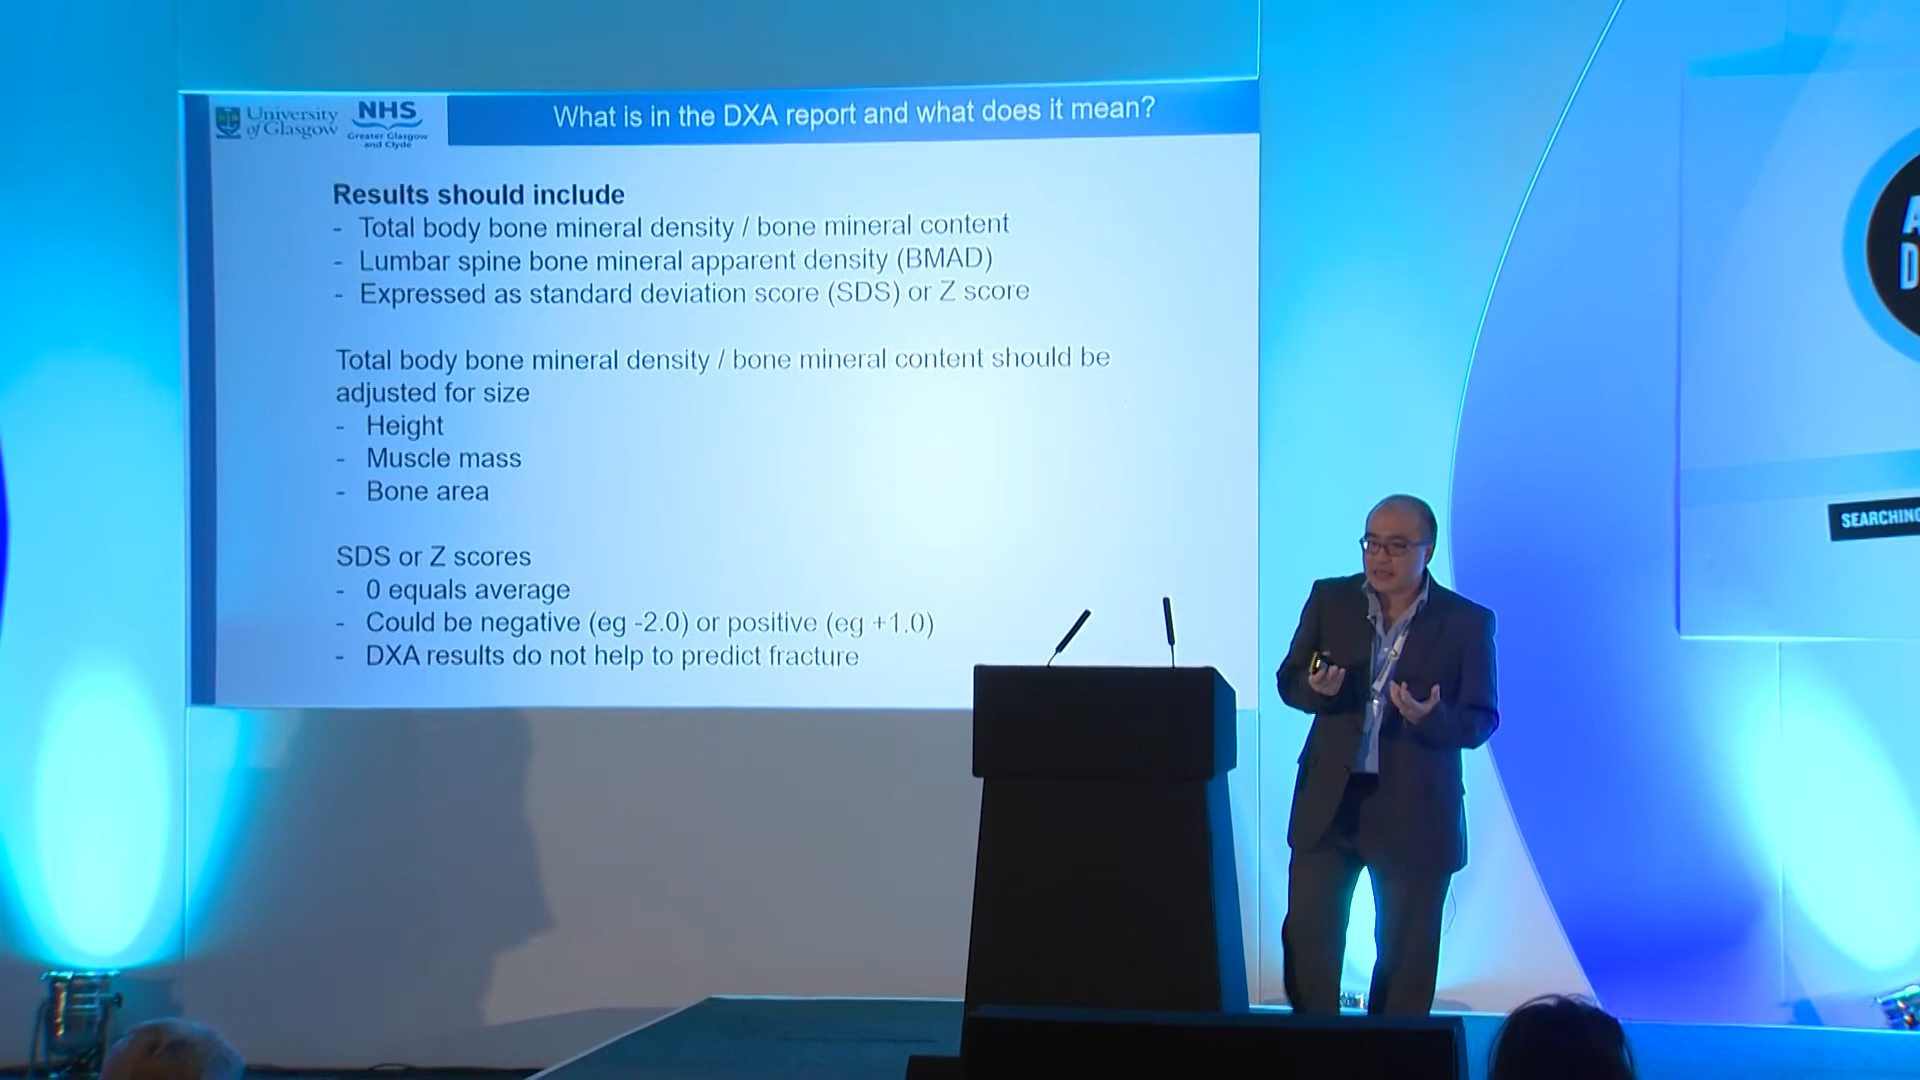 University
of Glasgow
NHS
Greater Glasgow
and Clyde
What is in the DXA report and what does it mean?
Results should include
- Total body bone mineral density / bone mineral content
- Lumbar spine bone mineral apparent density (BMAD)
- Expressed as standard deviation score (SDS) or Z score
Total body bone mineral density / bone mineral content should be
adjusted for size
- Height
- Muscle mass
- Bone area
SDS or Z scores
- 0 equals average
- Could be negative (eg -2.0) or positive (eg +1.0)
- DXA results do not help to predict fracture
SEARCHING